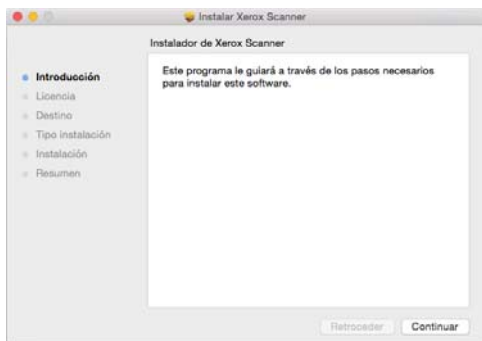 Instalar Xerox Scanner
Instalador de Xerox Scanner
Introducción
Licencia
Destino
Tipo instalación
Instalación
Resumen
Este programa le guiará a través de los pasos necesarios
para instalar este software.
Retroceder
Continuar